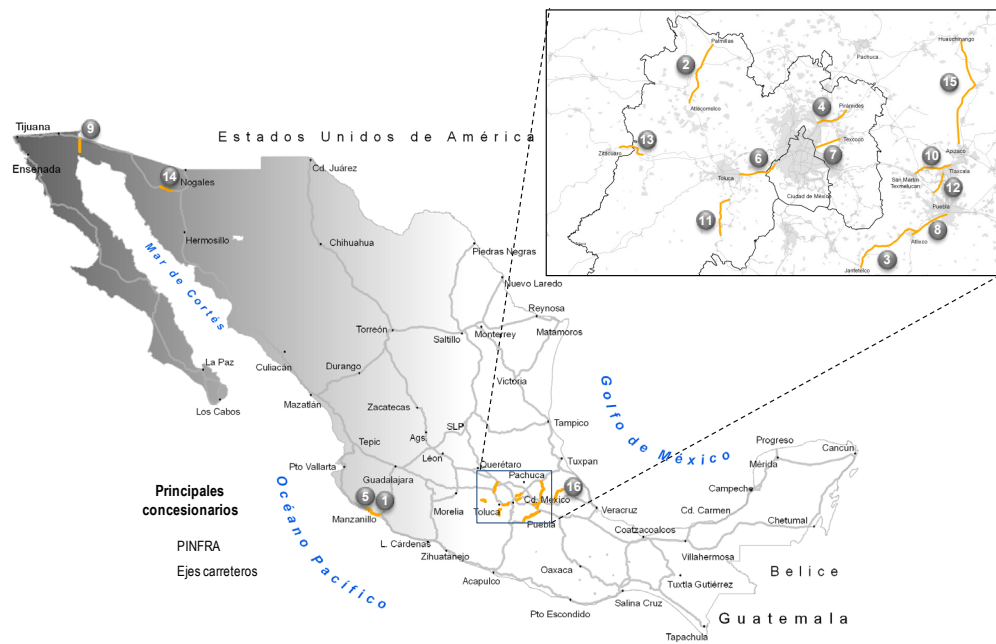 Palmillas
Huauchinango
Pachuca
2
15
Atlacomulco
4
Pirámides
13
Zitácuaro
Texcoco
7
6
Toluca
Apizaco
10
Tlaxcala
San Martín
Texmelucan
12
Ciudad de México
Puebla
11
8
Atlixco
3
Jantetelco
Tijuana
9
Estados Unidos de América
Ensenada
14
Nogales
Cd. Juárez
Hermosillo
Chihuahua
Piedras Negras
Mar de Cortés
Nuevo Laredo
Reynosa
Torreón
Saltillo
Monterrey
Matamoros
La Paz
Culiacán
Durango
Victoria
Los Cabos
Mazatlán
Zacatecas
Golfo de México
Ags.
SLP
Tampico
Tepic
León
Tuxpan
Progreso
Cancún
Pto Vallarta
Querétaro
Mérida
Guadalajara
Pachuca
16
Campeche
Principales
concesionarios
5
1
Cd. México
Manzanillo
Morelia
Toluca
Veracruz
Cd. Carmen
Puebla
Coatzacoalcos
Chetumal
PINFRA
Ejes carreteros
L. Cárdenas
Zihuatanejo
Villahermosa
Océano Pacífico
Acapulco
Oaxaca
Belice
Tuxtla Gutiérrez
Pto Escondido
Salina Cruz
Guatemala
Tapachula